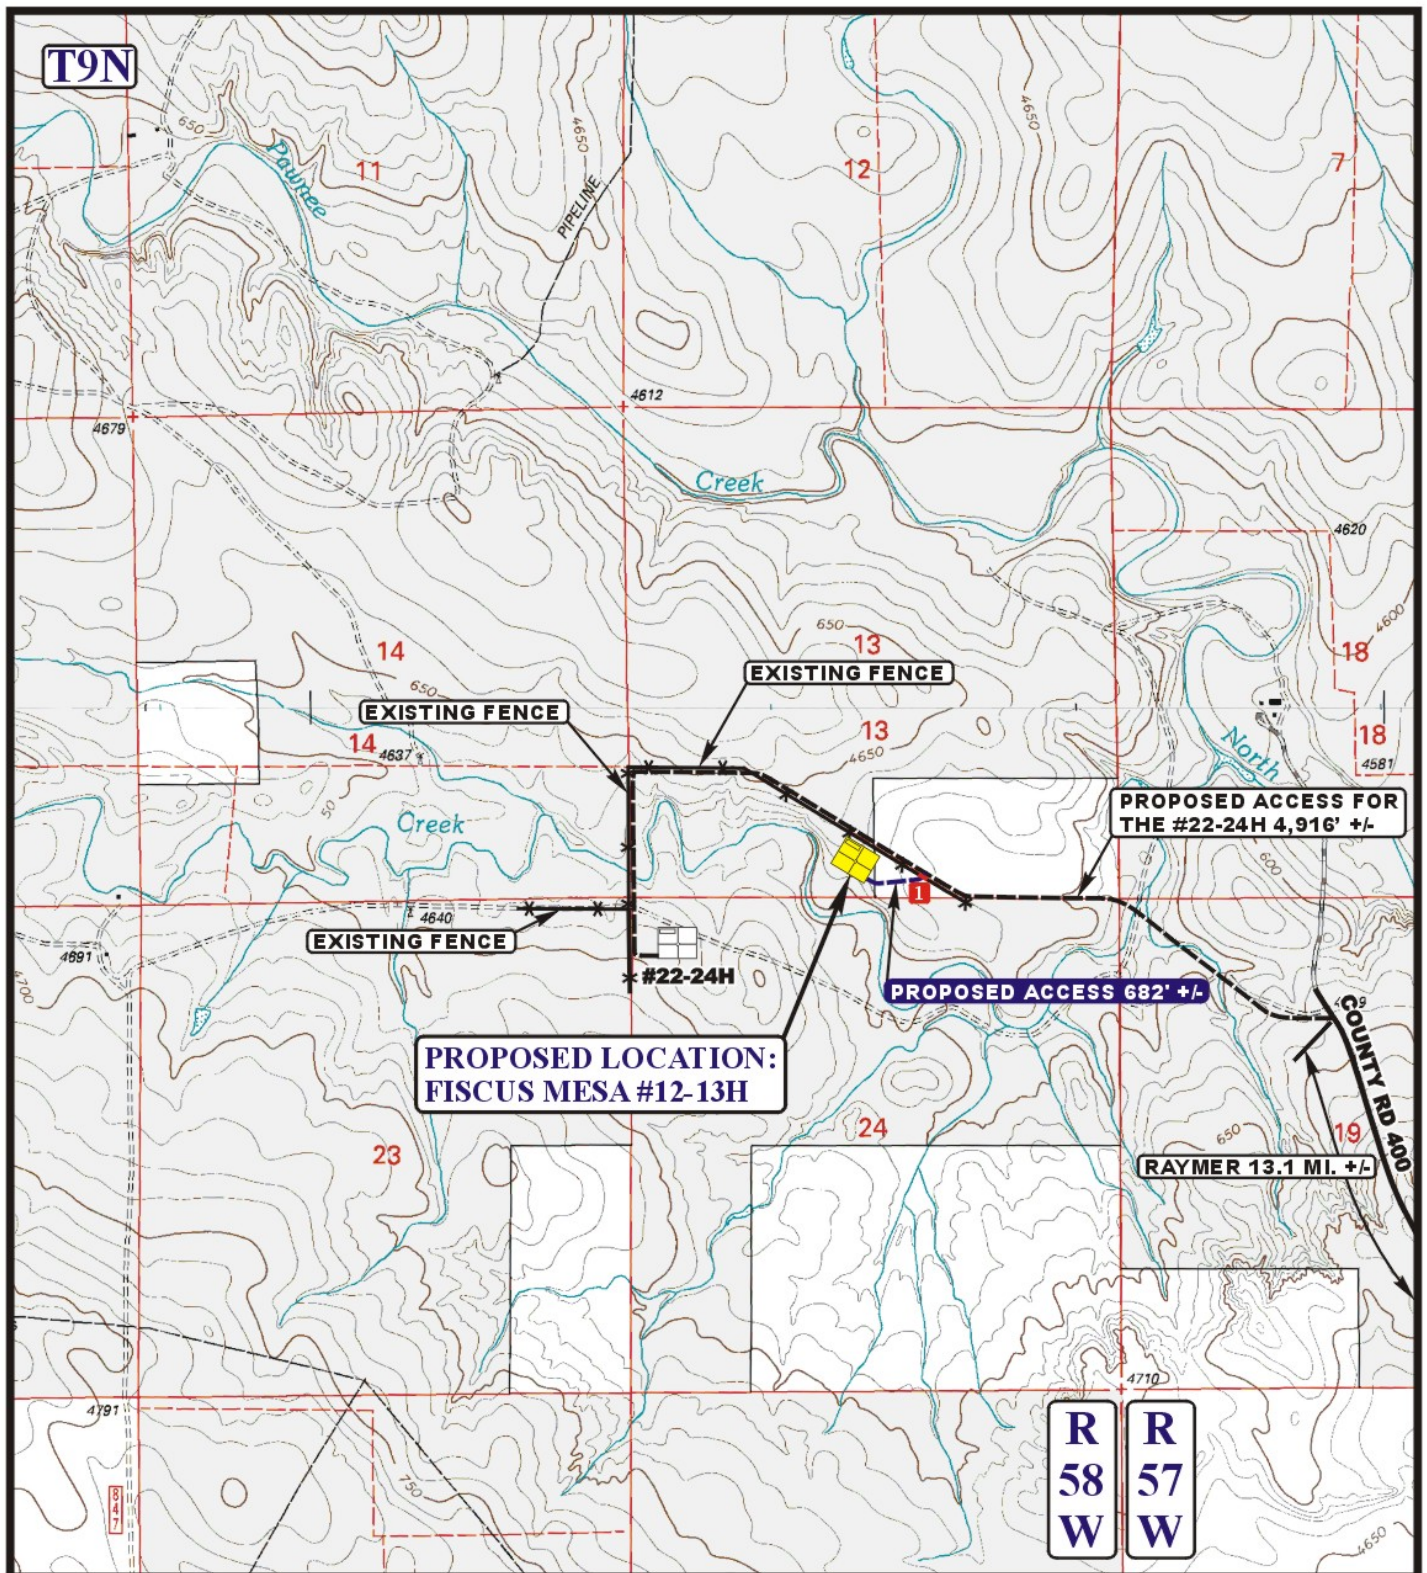 T9N
650
4650
4650
11
12
7
Pawnee
PIPELINE
4612
4679
Creek
4620
4600
650
14
13
18
EXISTING FENCE
650
EXISTING FENCE
14
4637
13
4650
North
18
4581
50
Creek
PROPOSED ACCESS FOR
THE #22-24H 4,916' +/-
600
1
4640
EXISTING FENCE
4691
4700
#22-24H
PROPOSED ACCESS 682' +/-
COUNTY RD 400
PROPOSED LOCATION:
FISCUS MESA #12-13H
23
24
650
19
RAYMER 13.1 MI. +/-
4710
4791
750
847
R
58
W
R
57
W
4650